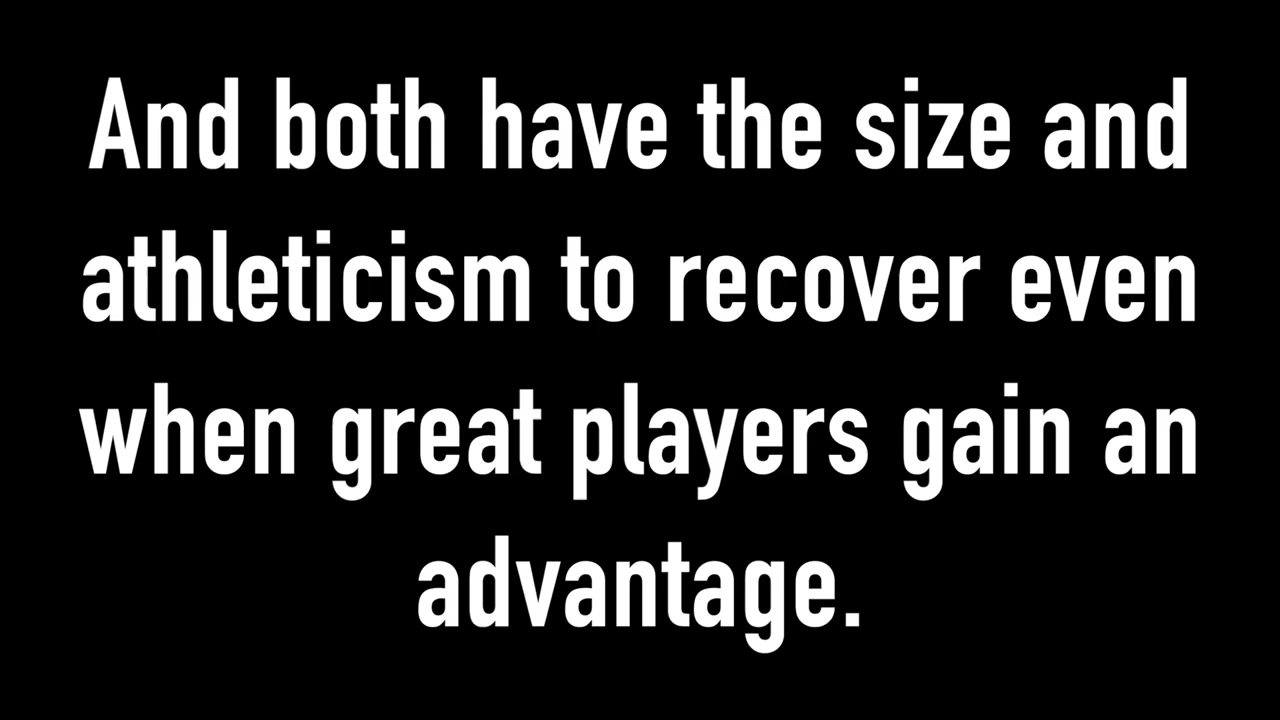 And both have the size and
athleticism to recover even
when great players gain an
advantage.